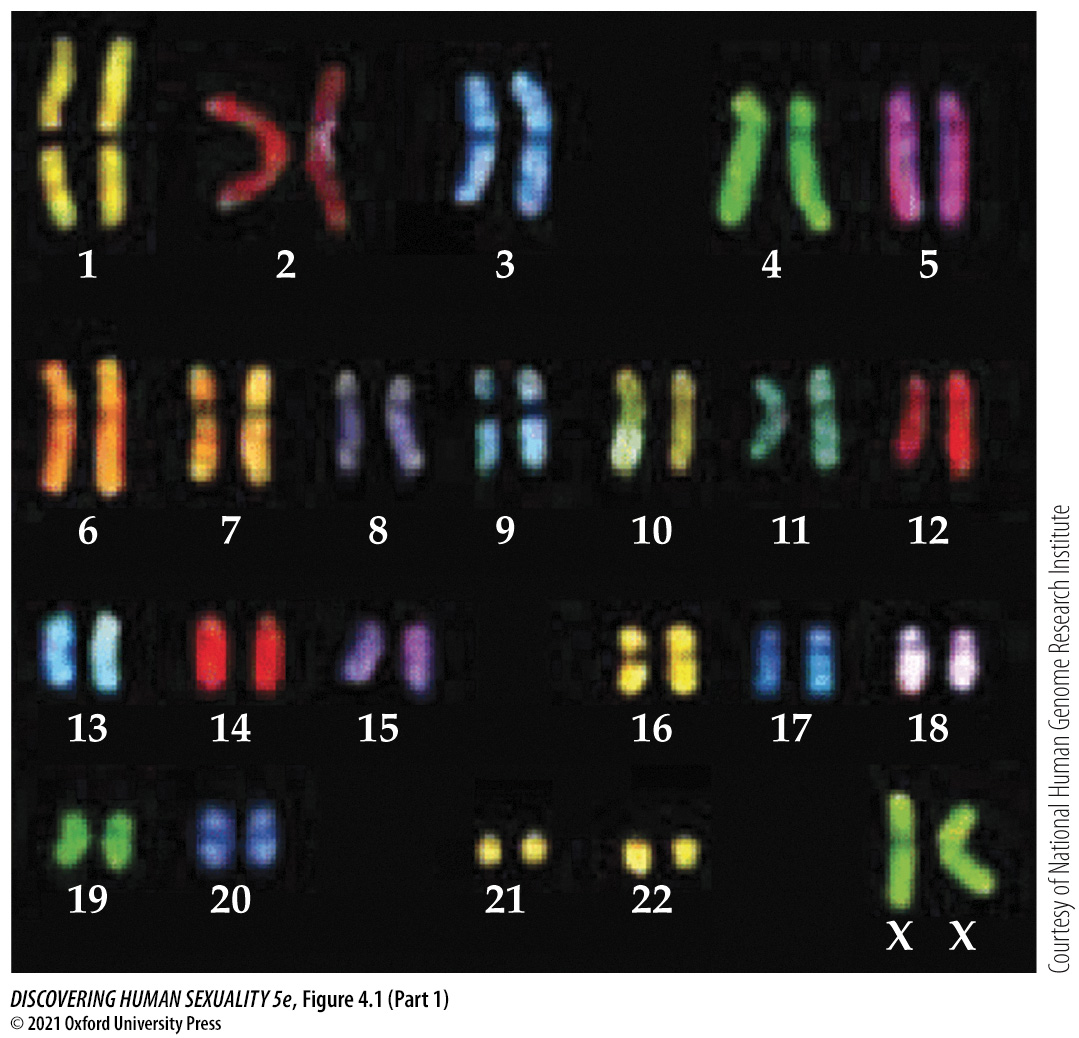 1 2 3 4 5
6 7 8 9 10 11 12
13 14 15 16 17 18
19 20 21 22 X X
Courtesy of National Human Genome Research Institute
DISCOVERING HUMAN SEXUALITY 5e, Figure 4.1 (Part 1)
© 2021 Oxford University Press